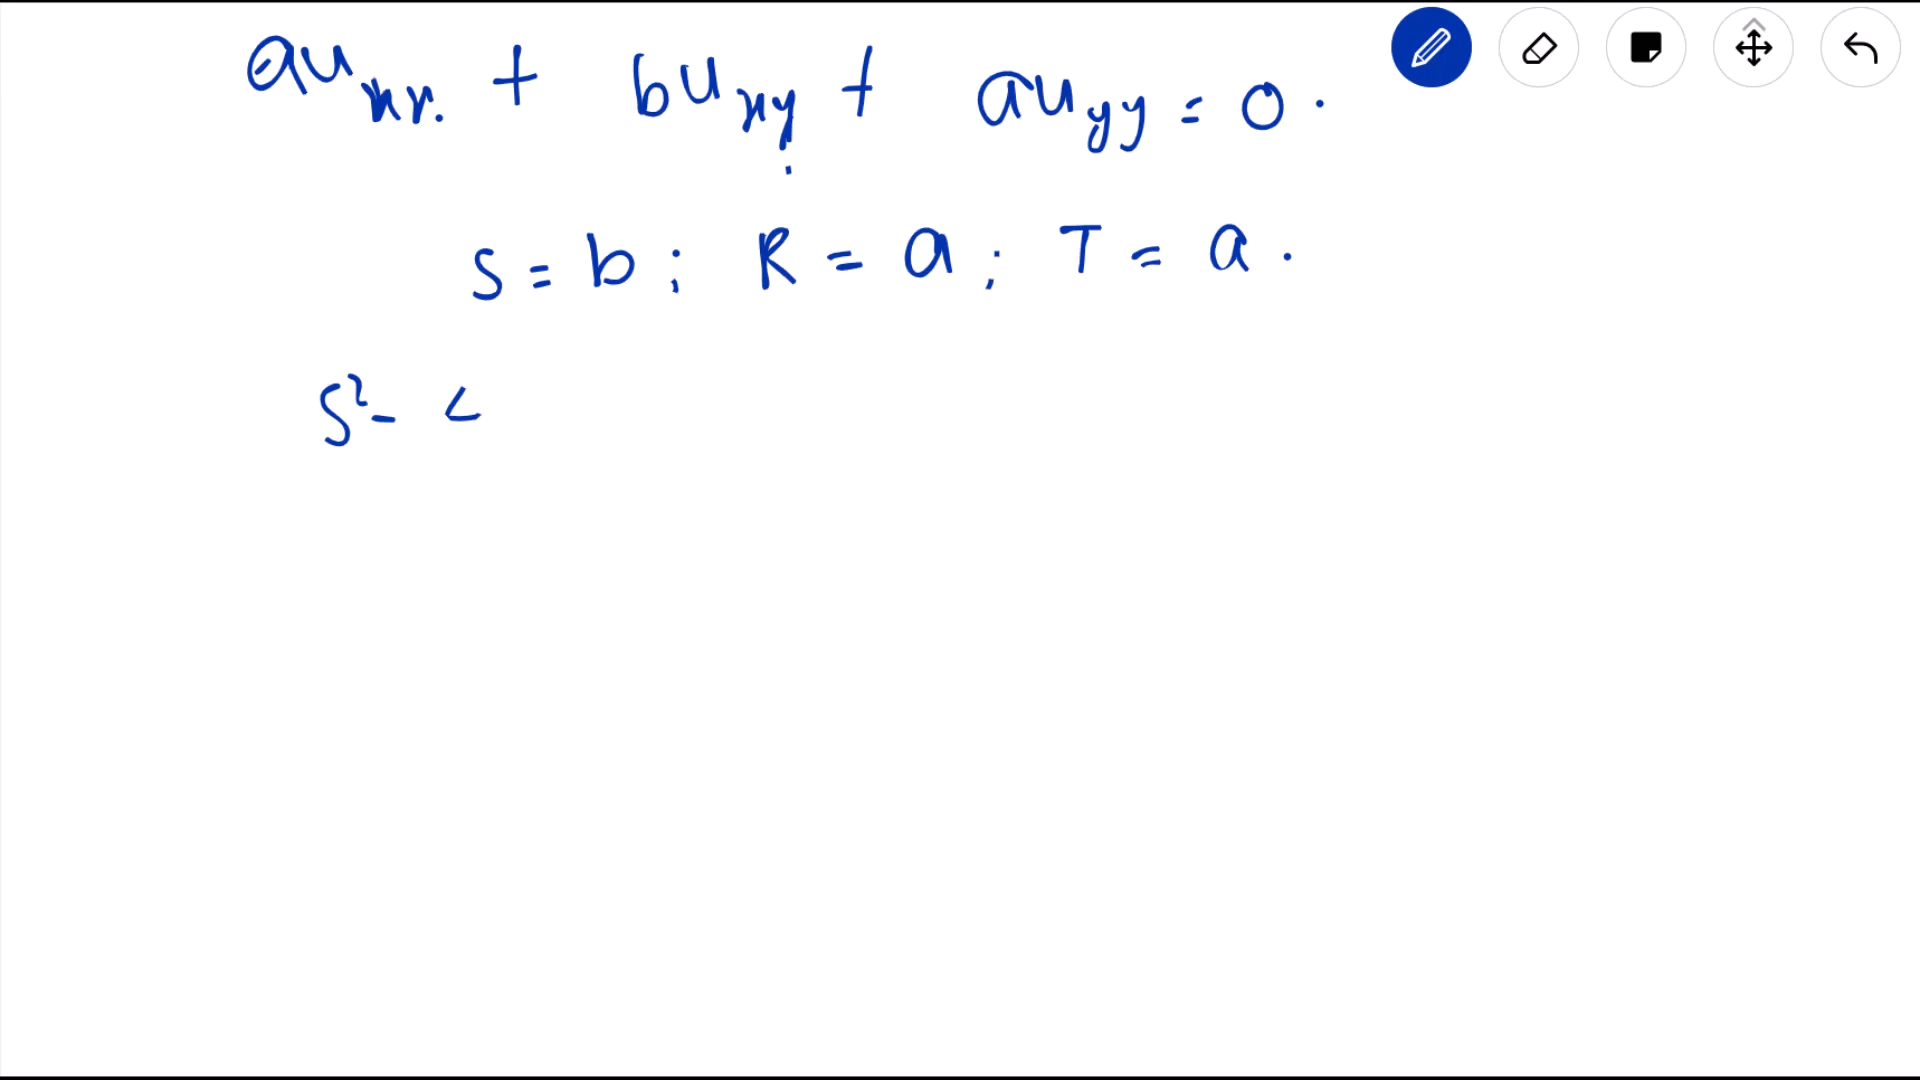 au_xx. + bu_xy + au_yy = 0.
S = b ; R = a ; T = a .
S² -